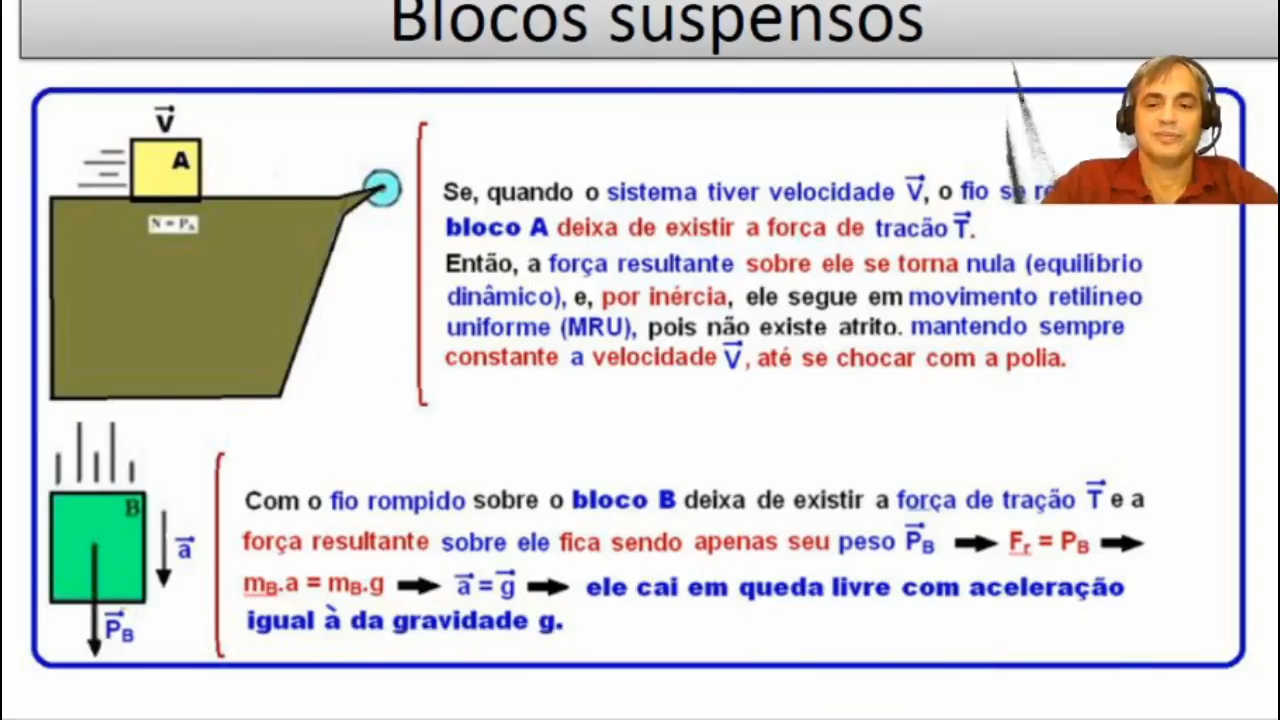 Blocos suspensos
V
A
N = PA
Se, quando o sistema tiver velocidade V, o fio se
bloco A deixa de existir a força de tracão T.
Então, a força resultante sobre ele se torna nula (equilíbrio
dinâmico), e, por inércia, ele segue em movimento retilíneo
uniforme (MRU), pois não existe atrito. mantendo sempre
constante a velocidade V, até se chocar com a polia.
B
a
PB
Com o fio rompido sobre o bloco B deixa de existir a força de tração T e a
força resultante sobre ele fica sendo apenas seu peso PB → Fr = PB →
mB.a = mB.g → a = g → ele cai em queda livre com aceleração
igual à da gravidade g.